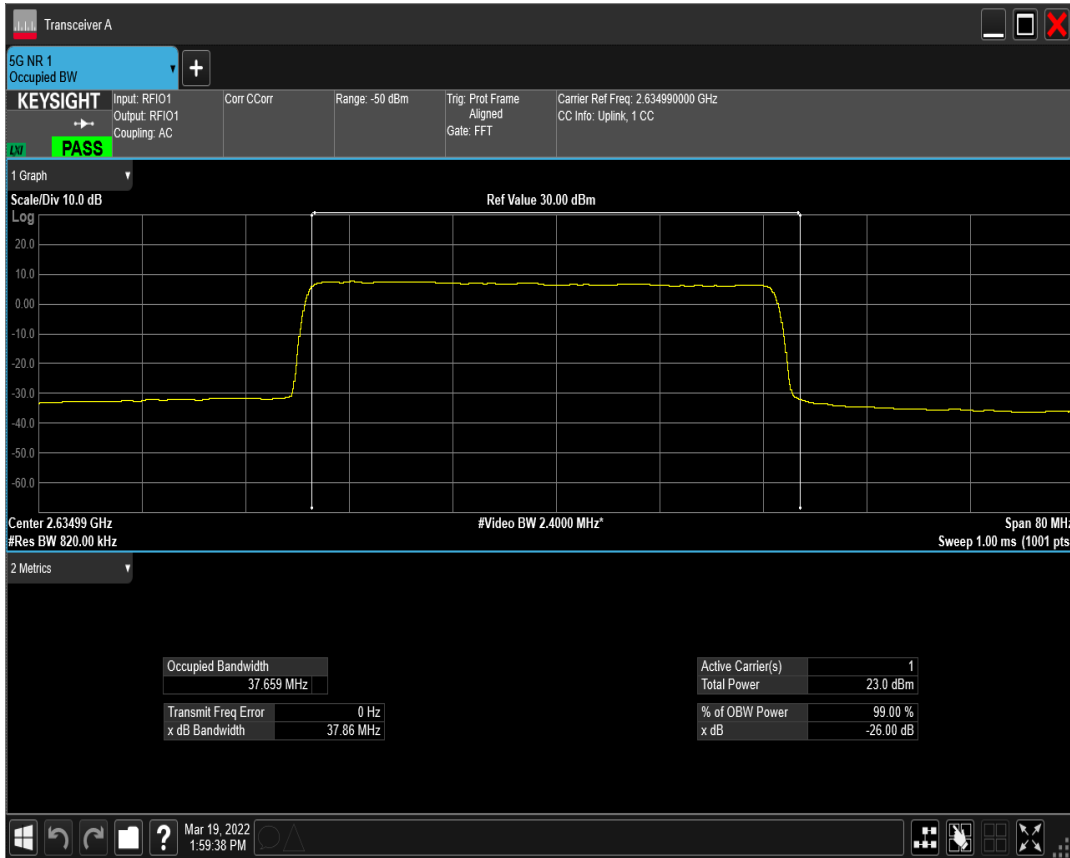 Transceiver A
5G NR 1
Occupied BW
+
KEYSIGHT
Input: RFIO1
Output: RFIO1
Coupling: AC
Corr CCorr
Range: -50 dBm
Trig: Prot Frame
Aligned
Gate: FFT
Carrier Ref Freq: 2.634990000 GHz
CC Info: Uplink, 1 CC
LXI
PASS
1 Graph
Scale/Div 10.0 dB
Ref Value 30.00 dBm
Log
20.0
10.0
0.00
-10.0
-20.0
-30.0
-40.0
-50.0
-60.0
Center 2.63499 GHz
#Video BW 2.4000 MHz*
Span 80 MHz
#Res BW 820.00 kHz
Sweep 1.00 ms (1001 pts
2 Metrics
Occupied Bandwidth
37.659 MHz
Transmit Freq Error 0 Hz
x dB Bandwidth 37.86 MHz
Active Carrier(s) 1
Total Power 23.0 dBm
% of OBW Power 99.00 %
x dB -26.00 dB
?
Mar 19, 2022
1:59:38 PM